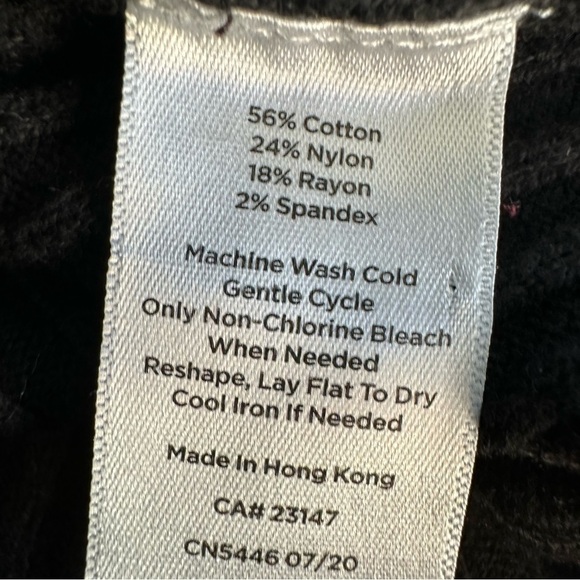 56% Cotton
24% Nylon
18% Rayon
2% Spandex
Machine Wash Cold
Gentle Cycle
Only Non-Chlorine Bleach
When Needed
Reshape, Lay Flat To Dry
Cool Iron If Needed
Made In Hong Kong
CA# 23147
CN5446 07/20